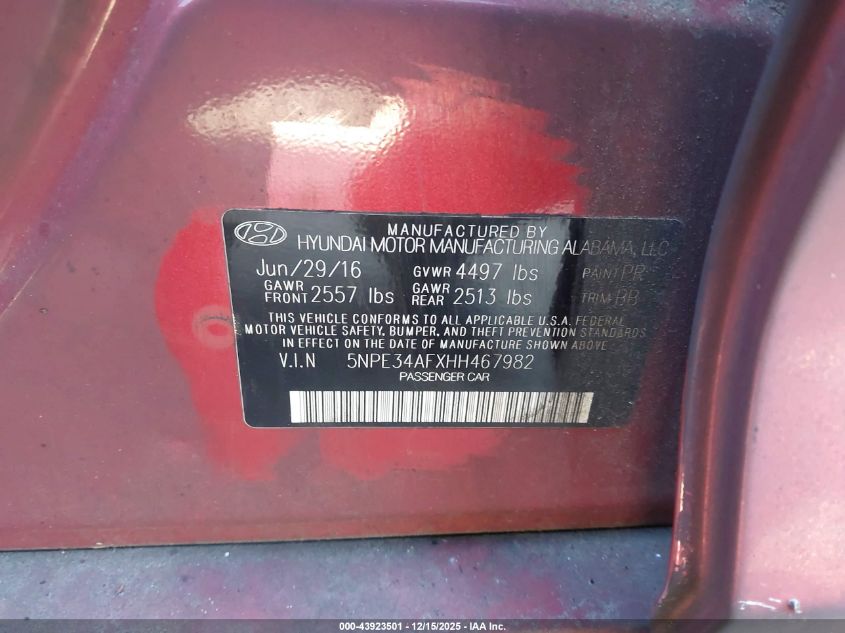 MANUFACTURED BY
HYUNDAI MOTOR MANUFACTURING ALABAMA, LLC
Jun/29/16 GVWR 4497 lbs PAINT PR
GAWR FRONT 2557 lbs GAWR REAR 2513 lbs TRIM BB
THIS VEHICLE CONFORMS TO ALL APPLICABLE U.S.A. FEDERAL
MOTOR VEHICLE SAFETY, BUMPER, AND THEFT PREVENTION STANDARDS
IN EFFECT ON THE DATE OF MANUFACTURE SHOWN ABOVE
V.I.N 5NPE34AFXHH467982
PASSENGER CAR
000-43923501 - 12/15/2025 - IAA Inc.